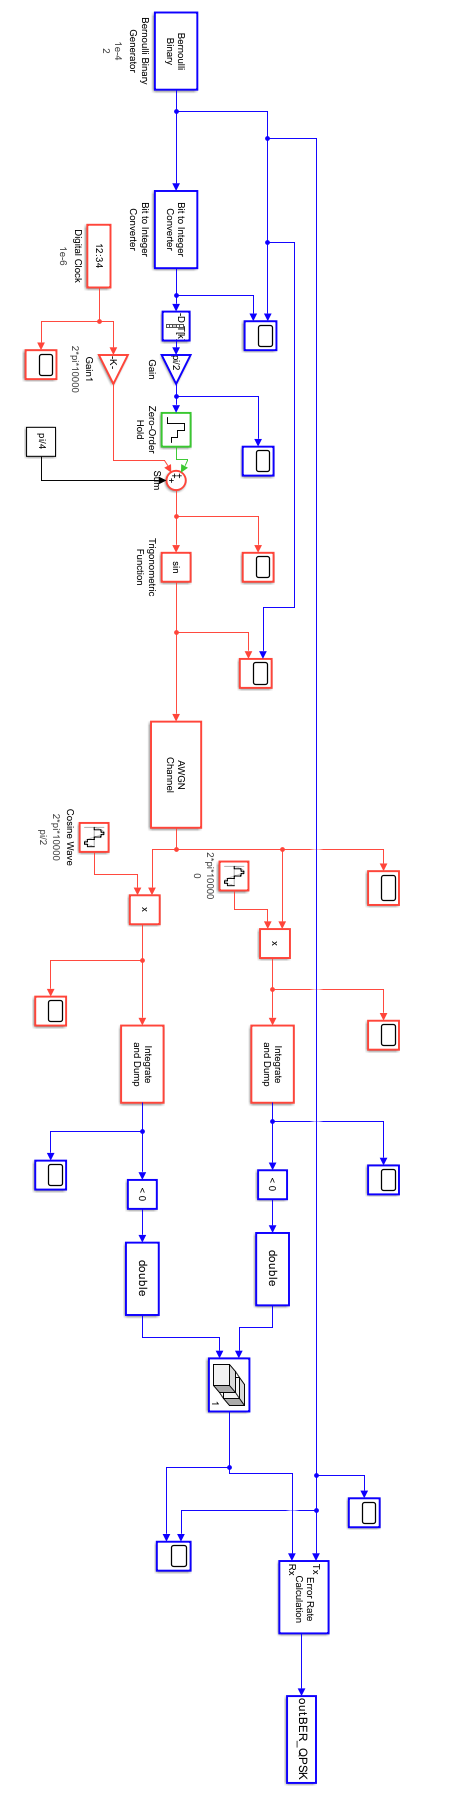 Bernoulli
Binary
Bernoulli Binary
Generator
1e-4
2
Bit to Integer
Converter
Bit to Integer
Converter
12:34
Digital Clock
1e-6
-K-
Gain1
2*pi*10000
pi/2
Gain
Zero-Order
Hold
pi/4
++
+
Sum
sin
Trigonometric
Function
AWGN
Channel
Cosine Wave
2*pi*10000
pi/2
2*pi*10000
0
x
x
Integrate
and Dump
Integrate
and Dump
< 0
< 0
double
double
1
Tx
Rx
Error Rate
Calculation
outBER_QPSK